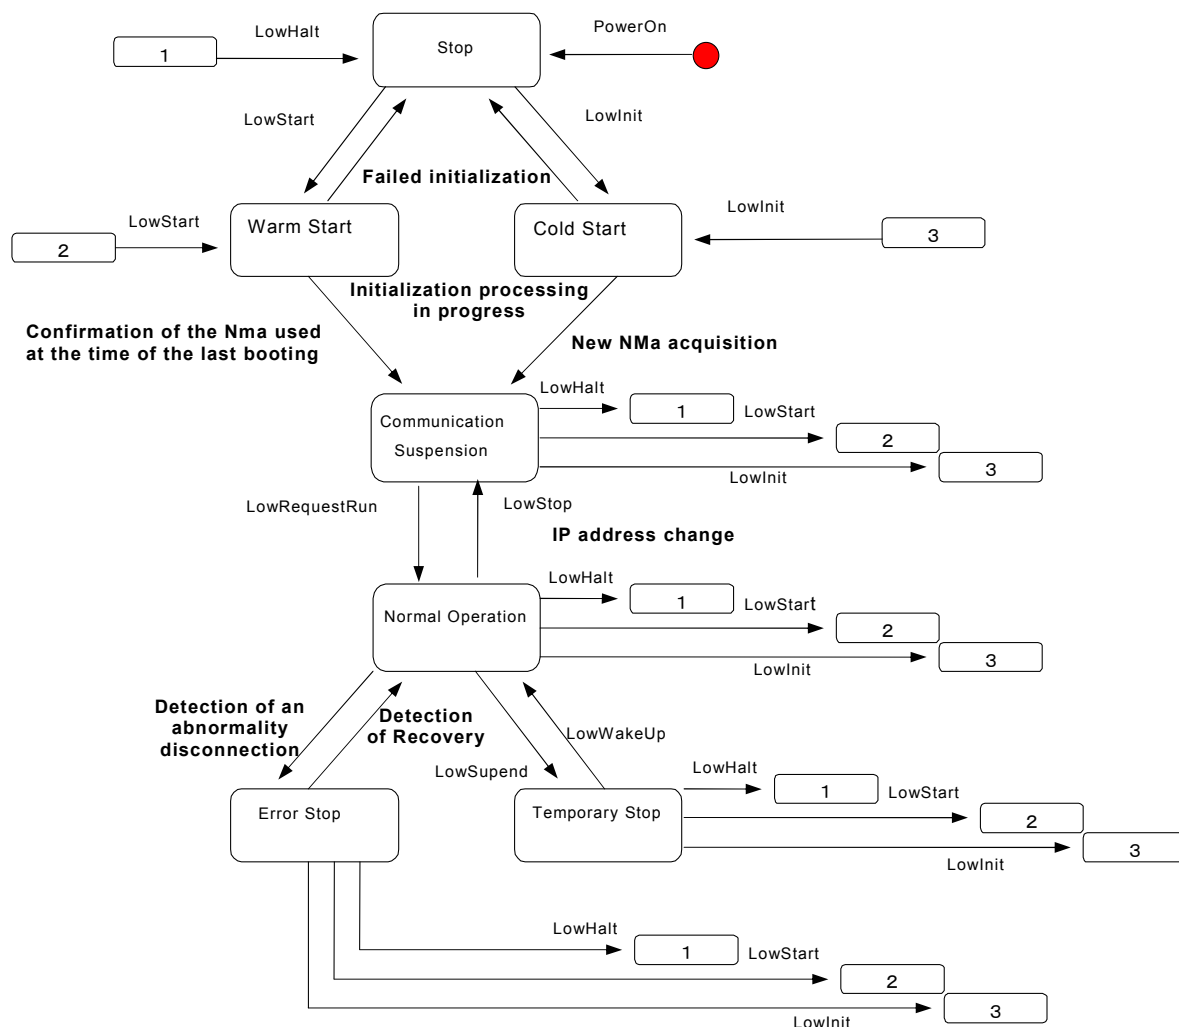 LowHalt
PowerOn
1
Stop
LowStart
LowInit
Failed initialization
LowStart
Warm Start
Cold Start
LowInit
2
3
Initialization processing
in progress
Confirmation of the Nma used
at the time of the last booting
New NMa acquisition
LowHalt
1
LowStart
Communication
Suspension
2
LowInit
3
LowRequestRun
LowStop
IP address change
LowHalt
1
LowStart
Normal Operation
2
LowInit
3
Detection of an
abnormality
disconnection
Detection
of Recovery
LowWakeUp
LowSupend
LowHalt
1
LowStart
Error Stop
Temporary Stop
2
LowInit
3
LowHalt
1
LowStart
2
LowInit
3